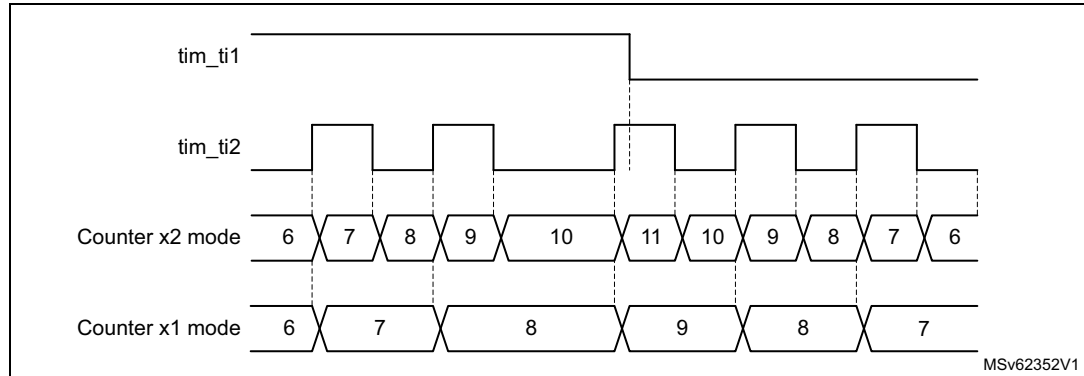 tim_ti1
tim_ti2
Counter x2 mode 6 7 8 9 10 11 10 9 8 7 6
Counter x1 mode 6 7 8 9 8 7
MSv62352V1